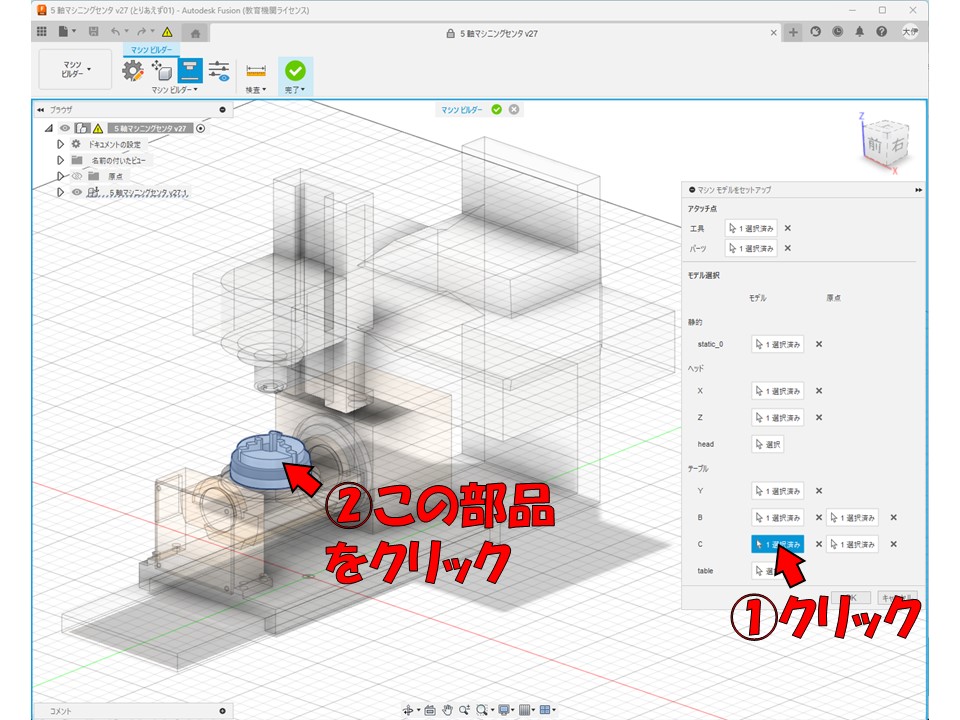 5 軸マシニングセンタ v27 (とりあえず01) - Autodesk Fusion (教育機関ライセンス)
5 軸マシニングセンタ v27
大伊
マシン ビルダー
マシン
ビルダー
マシン ビルダー
検査
完了
ブラウザ
マシン ビルダー
5 軸マシニングセンタ v27
ドキュメントの設定
名前の付いたビュー
原点
5 軸マシニングセンタ v27:1
Z
前
右
X
マシン モデルをセットアップ
アタッチ点
工具
1 選択済み
パーツ
1 選択済み
モデル選択
モデル
原点
静的
static_0
1 選択済み
ヘッド
X
1 選択済み
Z
1 選択済み
head
選択
テーブル
Y
1 選択済み
B
1 選択済み
1 選択済み
C
1 選択済み
1 選択済み
table
②この部品
をクリック
①クリック
コメント